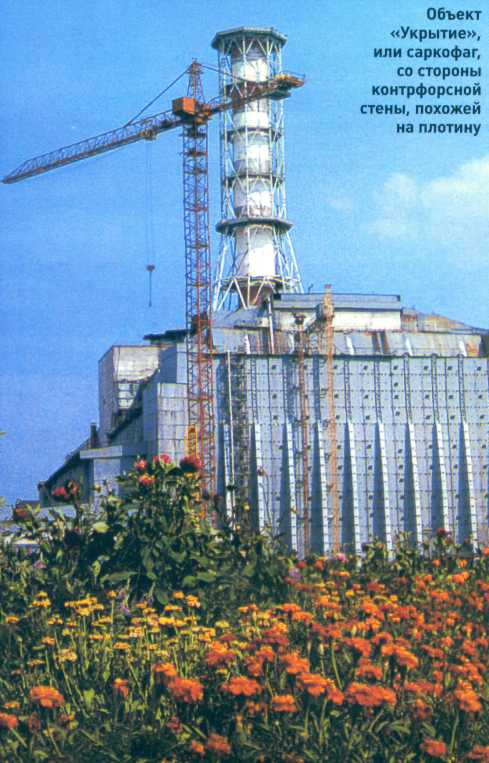 Объект
«Укрытие»,
или саркофаг,
со стороны
контрфорсной
стены, похожей
на плотину